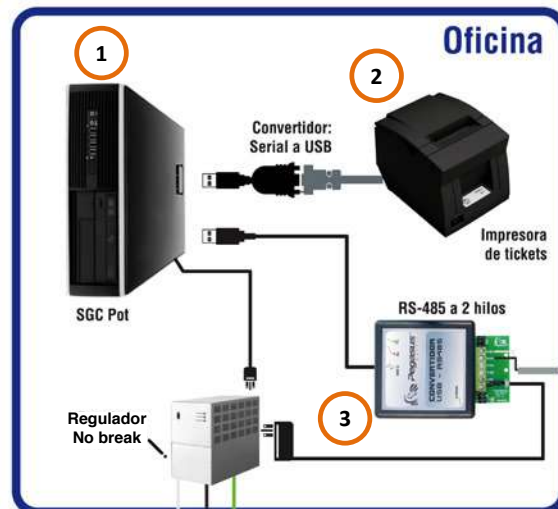 Oficina
1
2
Convertidor:
Serial a USB
Impresora
de tickets
SGC Pot
RS-485 a 2 hilos
Pegasus
CONVERTIDOR
USB - RS485
3
Regulador
No break